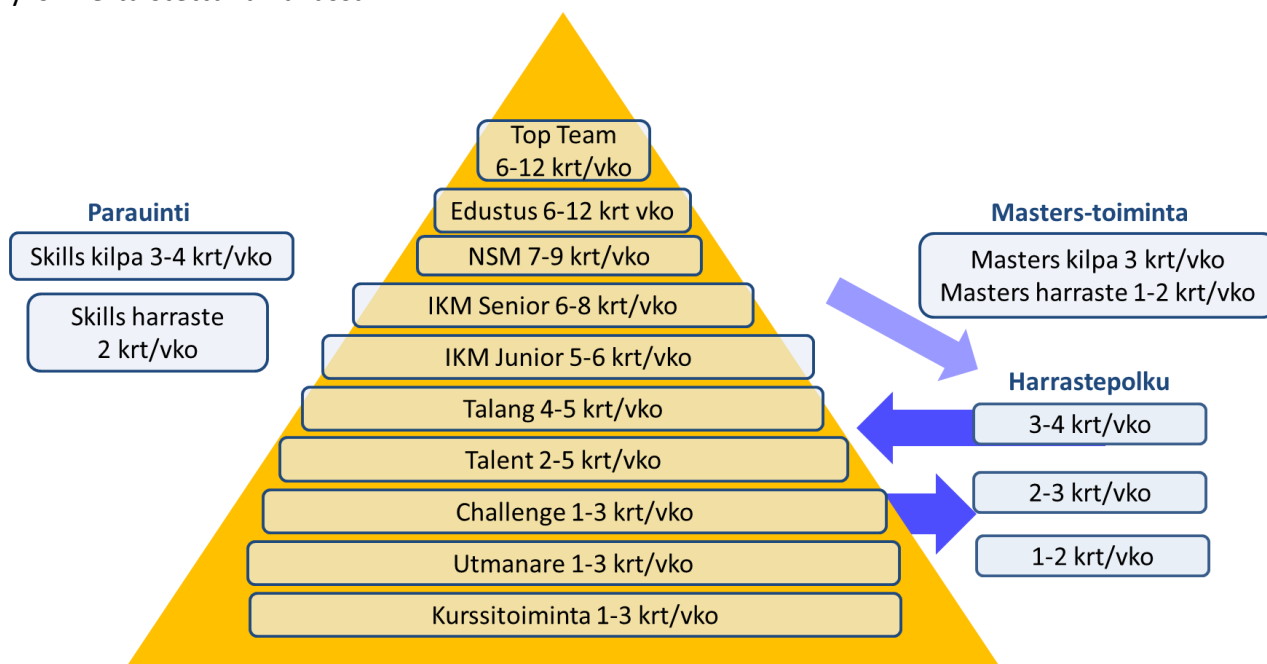 Top Team
6-12 krt/vko
Edustus 6-12 krt vko
NSM 7-9 krt/vko
IKM Senior 6-8 krt/vko
IKM Junior 5-6 krt/vko
Talang 4-5 krt/vko
Talent 2-5 krt/vko
Challenge 1-3 krt/vko
Utmanare 1-3 krt/vko
Kurssitoiminta 1-3 krt/vko
Parauinti
Skills kilpa 3-4 krt/vko
Skills harraste
2 krt/vko
Masters-toiminta
Masters kilpa 3 krt/vko
Masters harraste 1-2 krt/vko
Harrastepolku
3-4 krt/vko
2-3 krt/vko
1-2 krt/vko